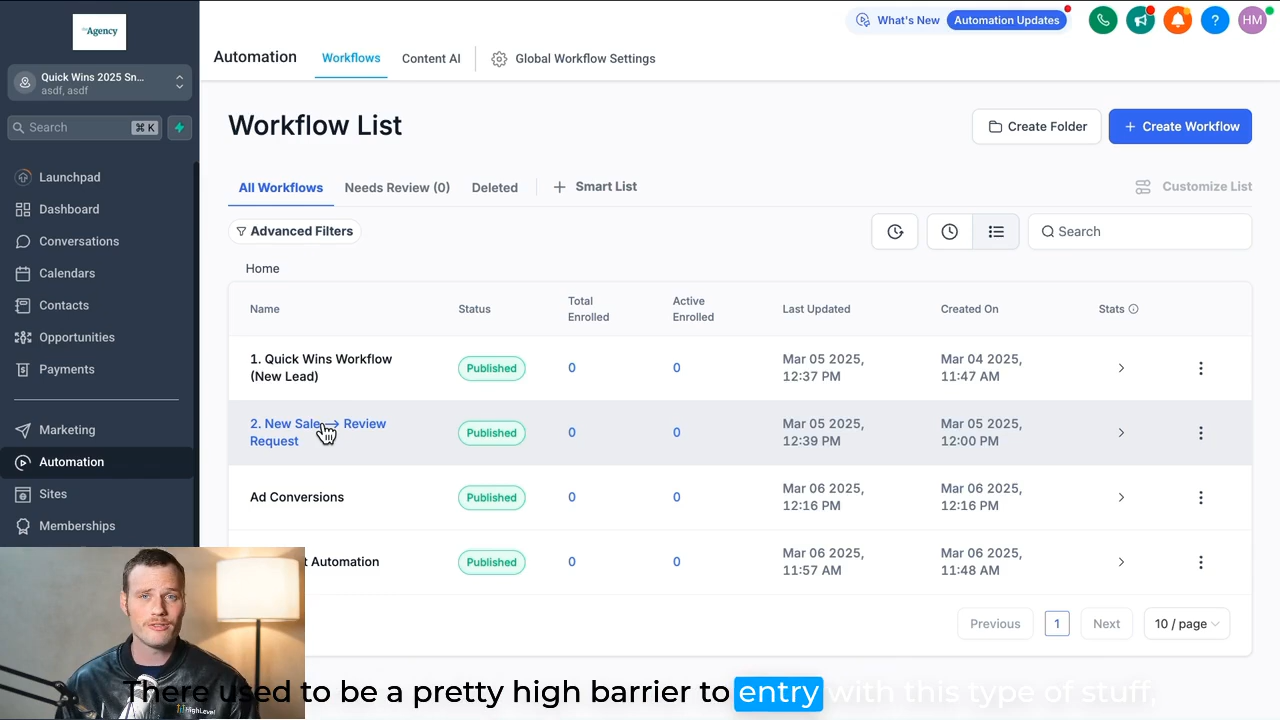 Agency
What's New
Automation Updates
HM
Automation
Workflows
Content AI
Global Workflow Settings
Quick Wins 2025 Sn...
asdf, asdf
Search
⌘ K
Launchpad
Dashboard
Conversations
Calendars
Contacts
Opportunities
Payments
Marketing
Automation
Sites
Memberships
Workflow List
Create Folder
+ Create Workflow
All Workflows
Needs Review (0)
Deleted
+ Smart List
Customize List
Advanced Filters
Search
Home
Name
Status
Total
Enrolled
Active
Enrolled
Last Updated
Created On
Stats
1. Quick Wins Workflow
(New Lead)
Published
0
0
Mar 05 2025,
12:37 PM
Mar 04 2025,
11:47 AM
2. New Sale → Review
Request
Published
0
0
Mar 05 2025,
12:39 PM
Mar 05 2025,
12:00 PM
Ad Conversions
Published
0
0
Mar 06 2025,
12:16 PM
Mar 06 2025,
12:16 PM
t Automation
Published
0
0
Mar 06 2025,
11:57 AM
Mar 06 2025,
11:48 AM
Previous
1
Next
10 / page
HighLevel
There used to be a pretty high barrier to entry with this type of stuff,